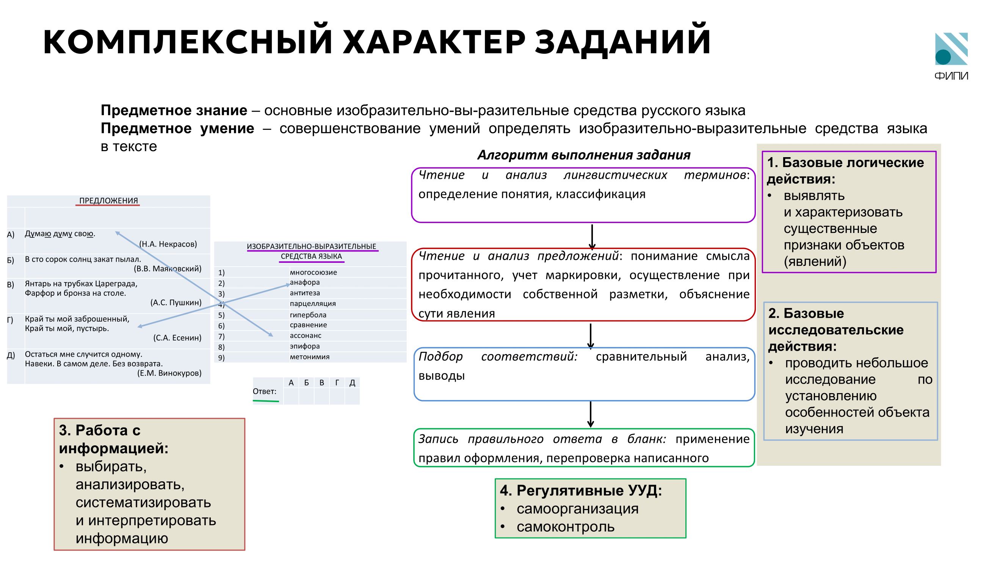 КОМПЛЕКСНЫЙ ХАРАКТЕР ЗАДАНИЙ
ФИПИ
Предметное знание – основные изобразительно-вы-разительные средства русского языка
Предметное умение – совершенствование умений определять изобразительно-выразительные средства языка
в тексте
ПРЕДЛОЖЕНИЯ
А) Думаю думу свою.
(Н.А. Некрасов)
Б) В сто сорок солнц закат пылал.
(В.В. Маяковский)
В) Янтарь на трубках Цареграда,
Фарфор и бронза на столе.
(А.С. Пушкин)
Г) Край ты мой заброшенный,
Край ты мой, пустырь.
(С.А. Есенин)
Д) Остаться мне случится одному.
Навеки. В самом деле. Без возврата.
(Е.М. Винокуров)
ИЗОБРАЗИТЕЛЬНО-ВЫРАЗИТЕЛЬНЫЕ
СРЕДСТВА ЯЗЫКА
1) многосоюзие
2) анафора
3) антитеза
4) парцелляция
5) гипербола
6) сравнение
7) ассонанс
8) эпифора
9) метонимия
Ответ:
А Б В Г Д
Алгоритм выполнения задания
Чтение и анализ лингвистических терминов:
определение понятия, классификация
Чтение и анализ предложений: понимание смысла
прочитанного, учет маркировки, осуществление при
необходимости собственной разметки, объяснение
сути явления
Подбор соответствий: сравнительный анализ,
выводы
Запись правильного ответа в бланк: применение
правил оформления, перепроверка написанного
1. Базовые логические
действия:
• выявлять
и характеризовать
существенные
признаки объектов
(явлений)
2. Базовые
исследовательские
действия:
• проводить небольшое
исследование по
установлению
особенностей объекта
изучения
3. Работа с
информацией:
• выбирать,
анализировать,
систематизировать
и интерпретировать
информацию
4. Регулятивные УУД:
• самоорганизация
• самоконтроль